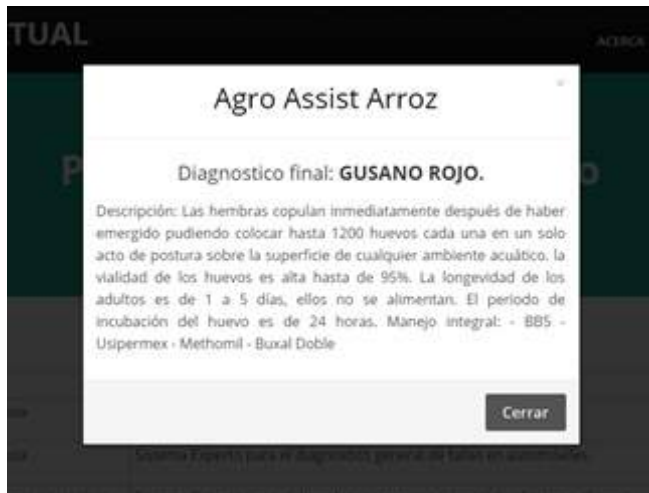 TUAL
ACERCA
Agro Assist Arroz
×
P
o
Diagnostico final: GUSANO ROJO.
Descripción: Las hembras copulan inmediatamente después de haber
emergido pudiendo colocar hasta 1200 huevos cada una en un solo
acto de postura sobre la superficie de cualquier ambiente acuático. la
vialidad de los huevos es alta hasta de 95%. La longevidad de los
adultos es de 1 a 5 días, ellos no se alimentan. El periodo de
incubación del huevo es de 24 horas. Manejo integral: - BB5 -
Usipermex - Methomil - Buxal Doble
Cerrar
Sistema Experto para el diagnostico general de fallas en automóviles.